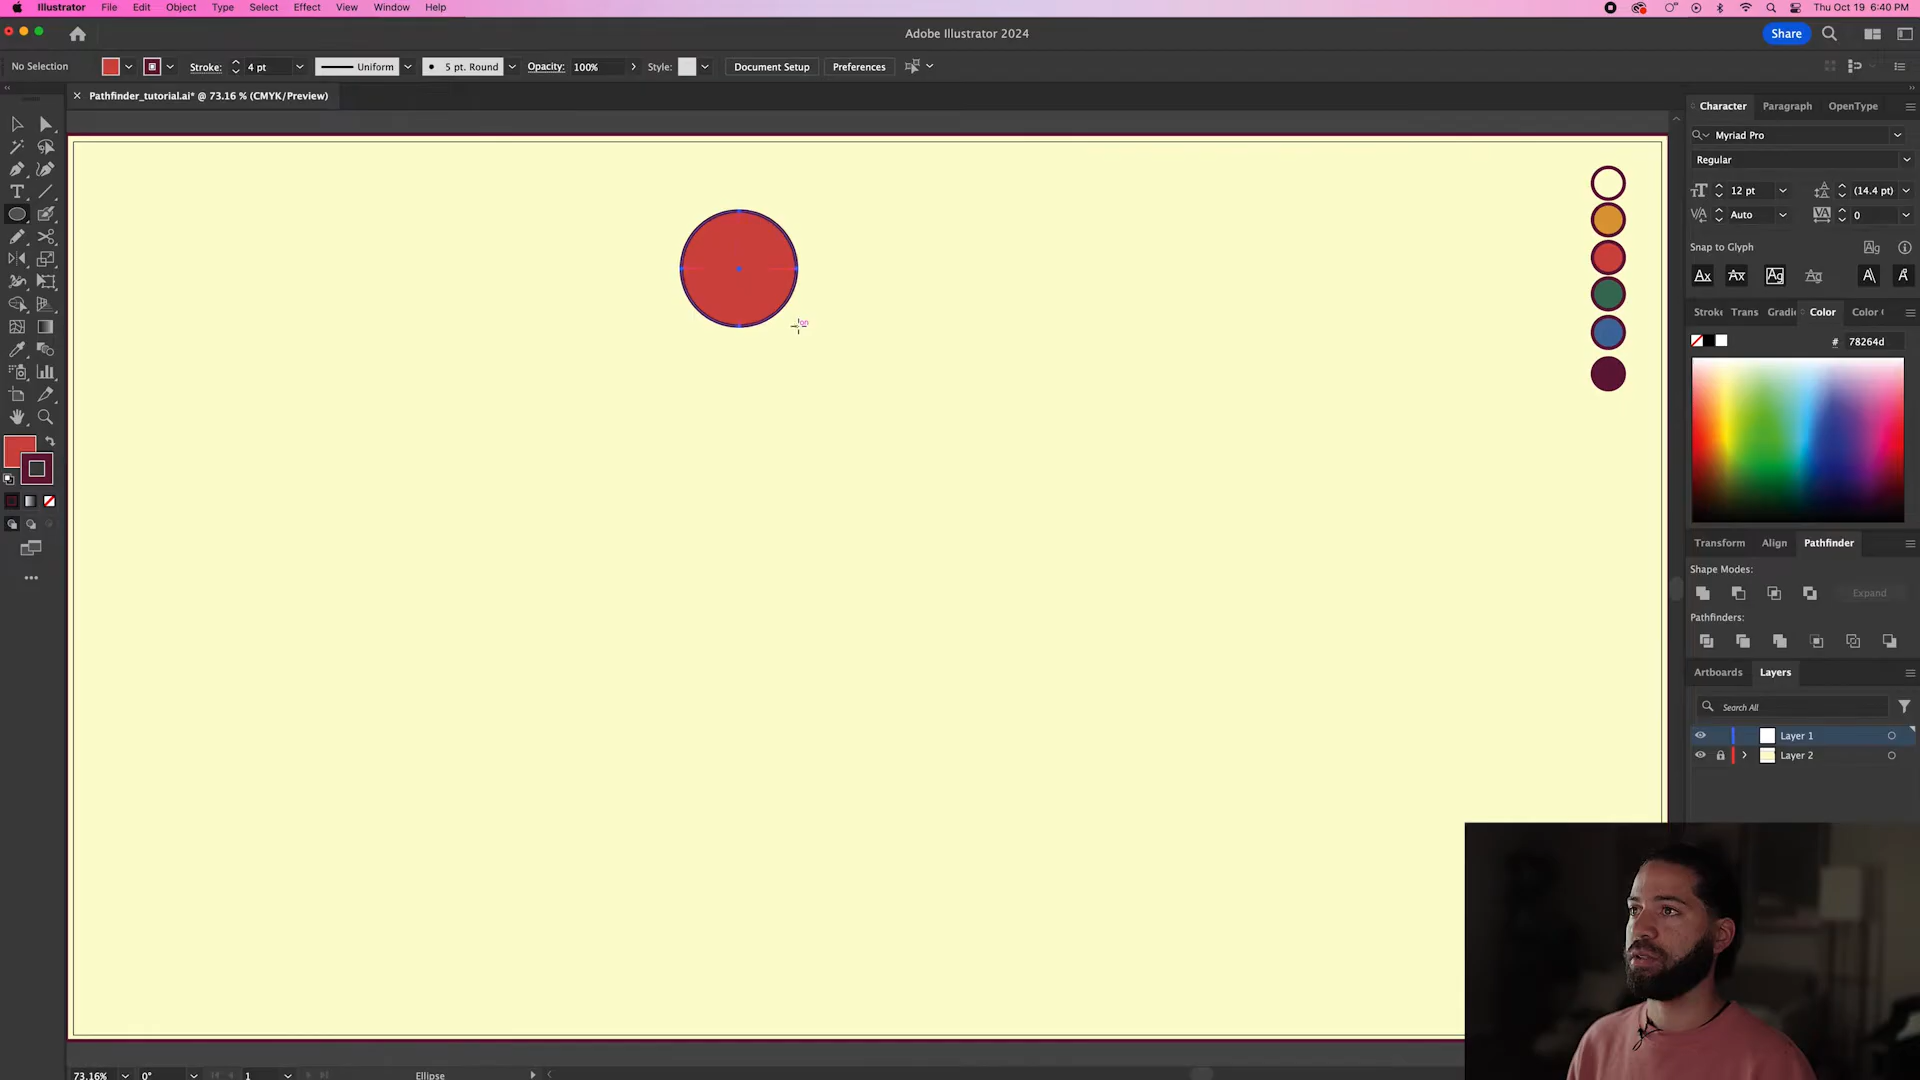 Illustrator File Edit Object Type Select Effect View Window Help
Thu Oct 19 6:40 PM
Adobe Illustrator 2024
Share
No Selection
Stroke: 4 pt
Uniform
5 pt. Round
Opacity: 100%
Style:
Document Setup
Preferences
Pathfinder_tutorial.ai* @ 73.16 % (CMYK/Preview)
Character Paragraph OpenType
Myriad Pro
Regular
12 pt (14.4 pt)
Auto 0
Snap to Glyph
Stroke Trans Gradi Color Color
# 78264d
Transform Align Pathfinder
Shape Modes:
Expand
Pathfinders:
Artboards Layers
Search All
Layer 1
Layer 2
73.16% 0° 1 Ellipse